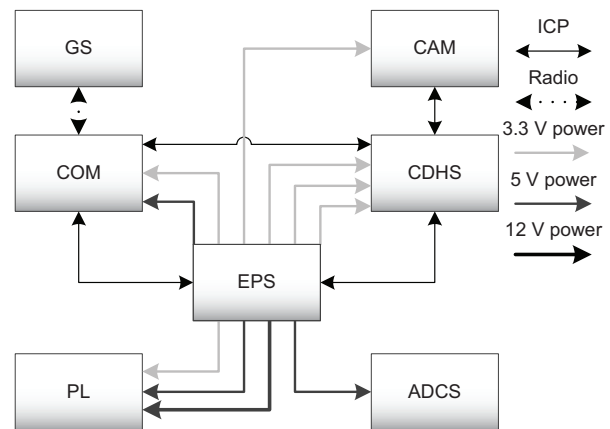 GS
CAM
ICP
Radio
3.3 V power
COM
CDHS
5 V power
12 V power
EPS
PL
ADCS